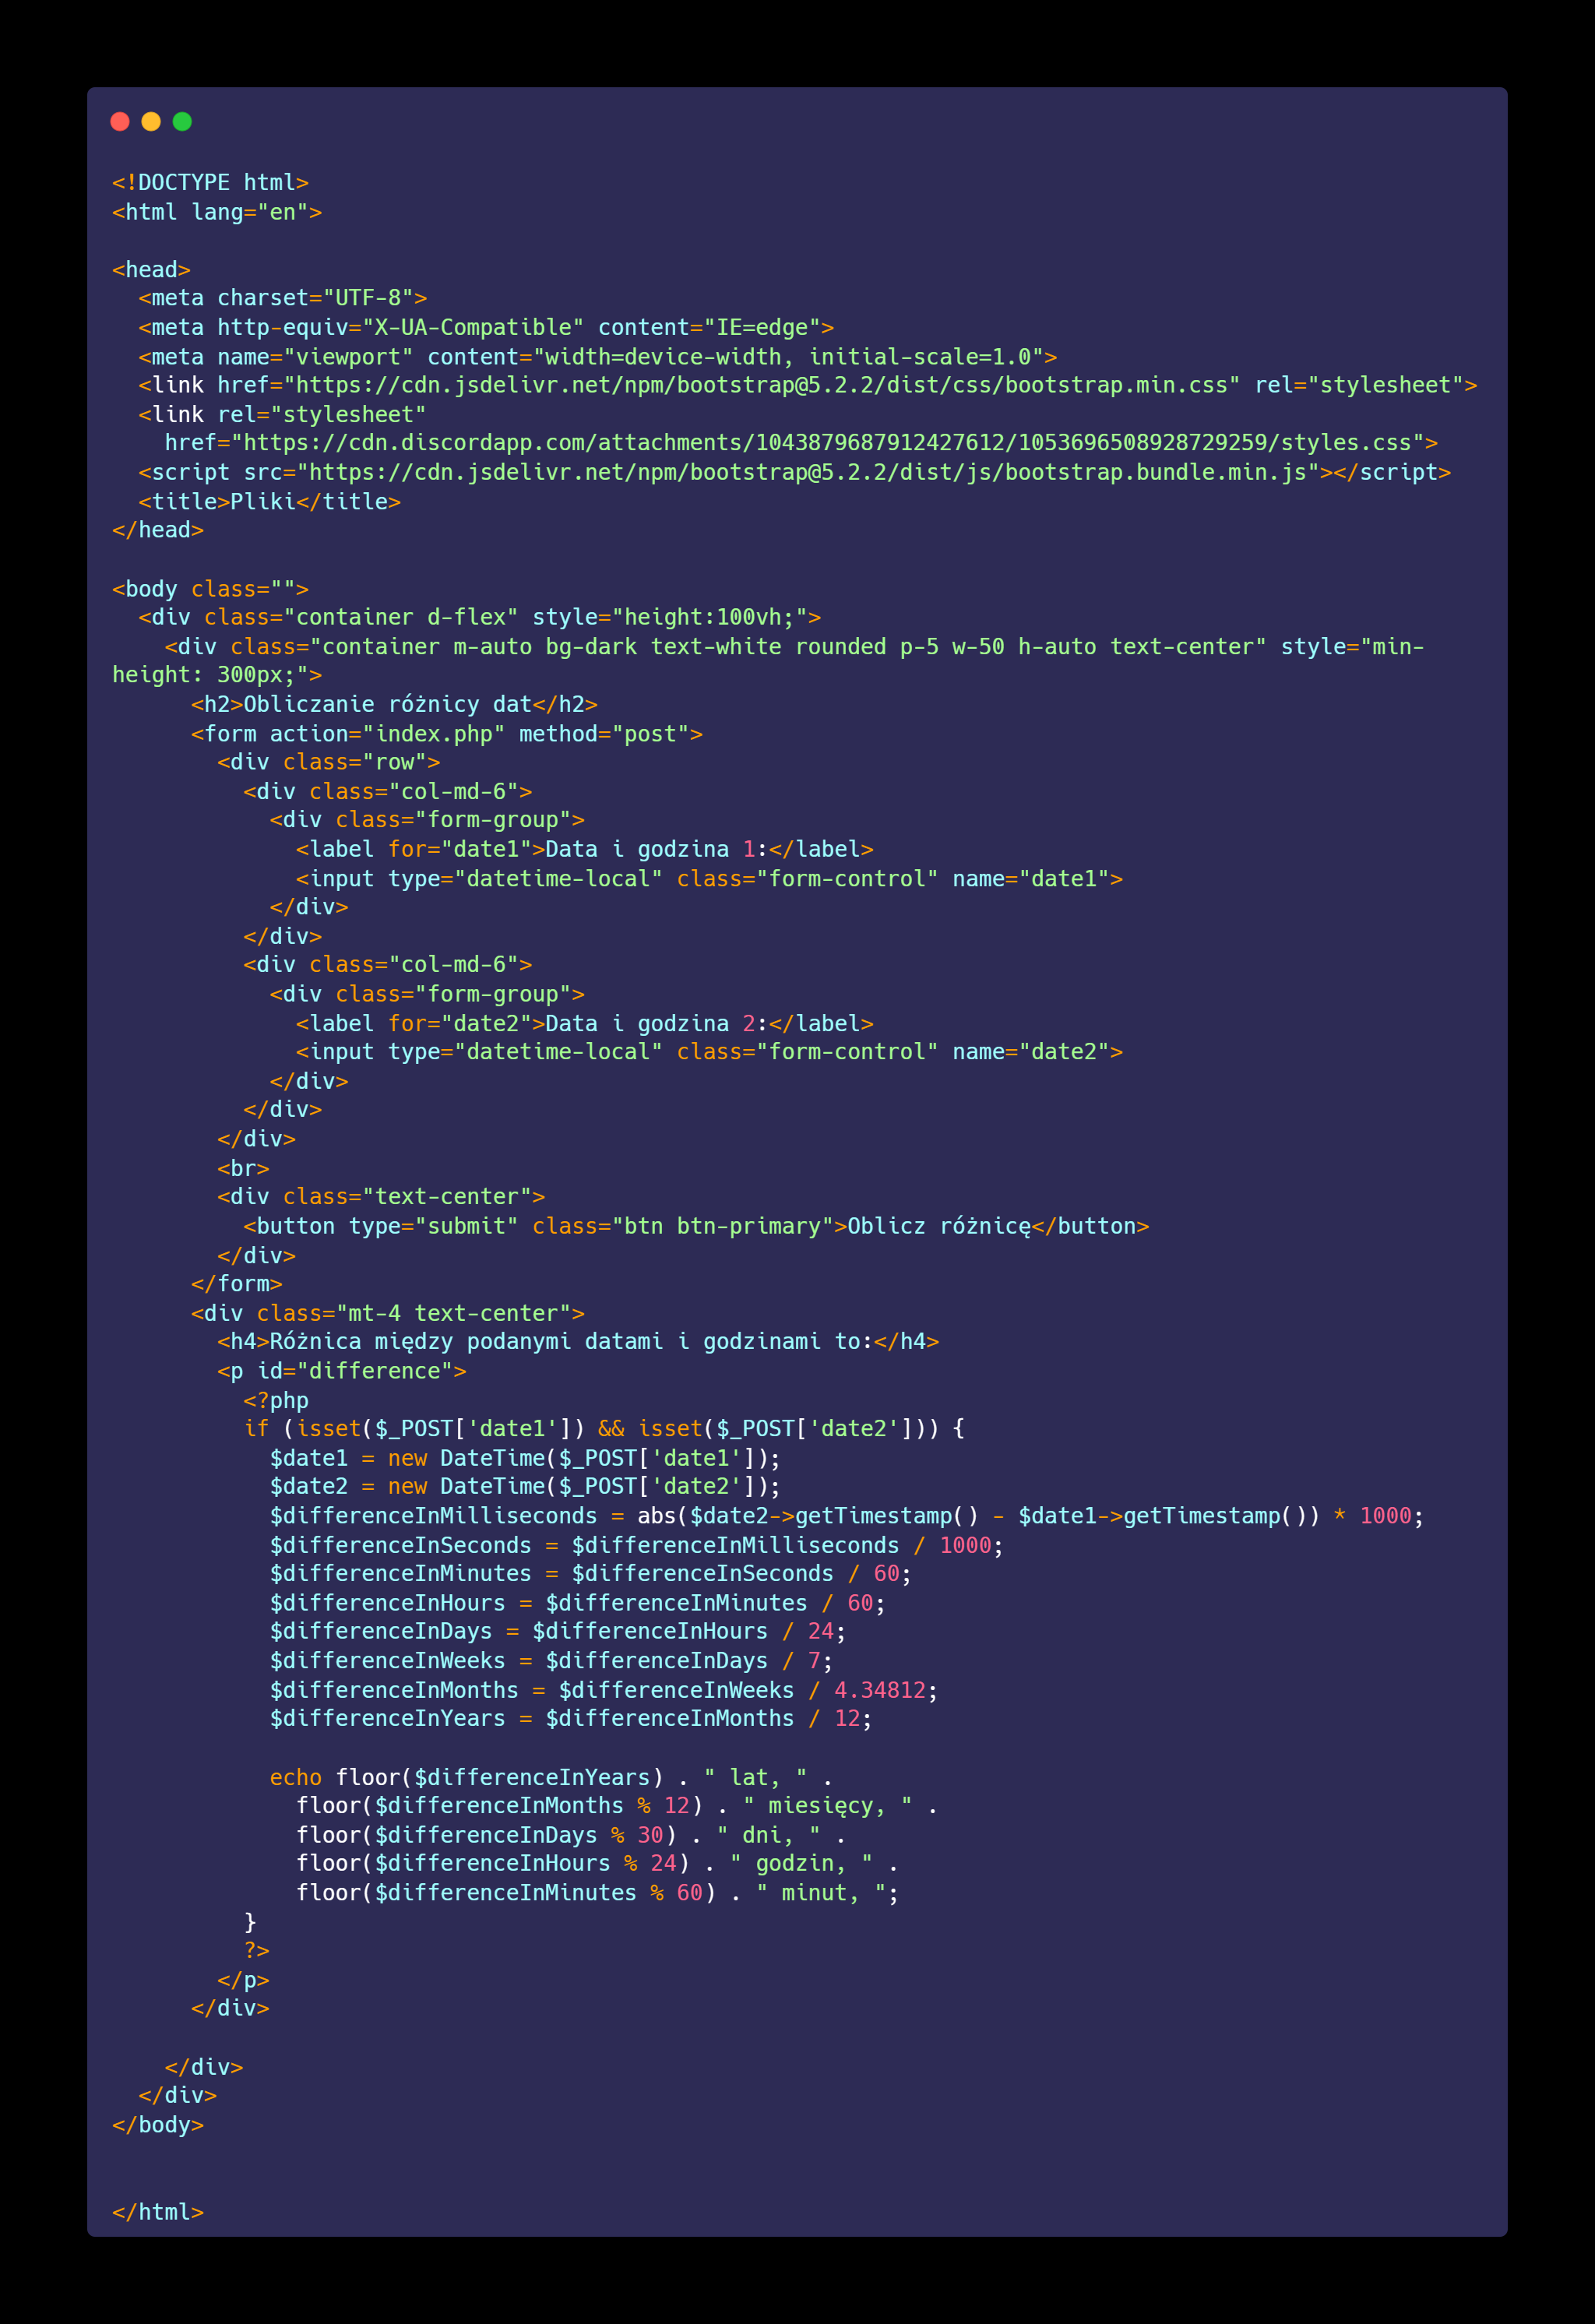 <!DOCTYPE html>
<html lang="en">

<head>
  <meta charset="UTF-8">
  <meta http-equiv="X-UA-Compatible" content="IE=edge">
  <meta name="viewport" content="width=device-width, initial-scale=1.0">
  <link href="https://cdn.jsdelivr.net/npm/bootstrap@5.2.2/dist/css/bootstrap.min.css" rel="stylesheet">
  <link rel="stylesheet"
    href="https://cdn.discordapp.com/attachments/1043879687912427612/1053696508928729259/styles.css">
  <script src="https://cdn.jsdelivr.net/npm/bootstrap@5.2.2/dist/js/bootstrap.bundle.min.js"></script>
  <title>Pliki</title>
</head>

<body class="">
  <div class="container d-flex" style="height:100vh;">
    <div class="container m-auto bg-dark text-white rounded p-5 w-50 h-auto text-center" style="min-
height: 300px;">
      <h2>Obliczanie różnicy dat</h2>
      <form action="index.php" method="post">
        <div class="row">
          <div class="col-md-6">
            <div class="form-group">
              <label for="date1">Data i godzina 1:</label>
              <input type="datetime-local" class="form-control" name="date1">
            </div>
          </div>
          <div class="col-md-6">
            <div class="form-group">
              <label for="date2">Data i godzina 2:</label>
              <input type="datetime-local" class="form-control" name="date2">
            </div>
          </div>
        </div>
        <br>
        <div class="text-center">
          <button type="submit" class="btn btn-primary">Oblicz różnicę</button>
        </div>
      </form>
      <div class="mt-4 text-center">
        <h4>Różnica między podanymi datami i godzinami to:</h4>
        <p id="difference">
          <?php
          if (isset($_POST['date1']) && isset($_POST['date2'])) {
            $date1 = new DateTime($_POST['date1']);
            $date2 = new DateTime($_POST['date2']);
            $differenceInMilliseconds = abs($date2->getTimestamp() - $date1->getTimestamp()) * 1000;
            $differenceInSeconds = $differenceInMilliseconds / 1000;
            $differenceInMinutes = $differenceInSeconds / 60;
            $differenceInHours = $differenceInMinutes / 60;
            $differenceInDays = $differenceInHours / 24;
            $differenceInWeeks = $differenceInDays / 7;
            $differenceInMonths = $differenceInWeeks / 4.34812;
            $differenceInYears = $differenceInMonths / 12;

            echo floor($differenceInYears) . " lat, " .
              floor($differenceInMonths % 12) . " miesięcy, " .
              floor($differenceInDays % 30) . " dni, " .
              floor($differenceInHours % 24) . " godzin, " .
              floor($differenceInMinutes % 60) . " minut, ";
          }
          ?>
        </p>
      </div>

    </div>
  </div>
</body>


</html>